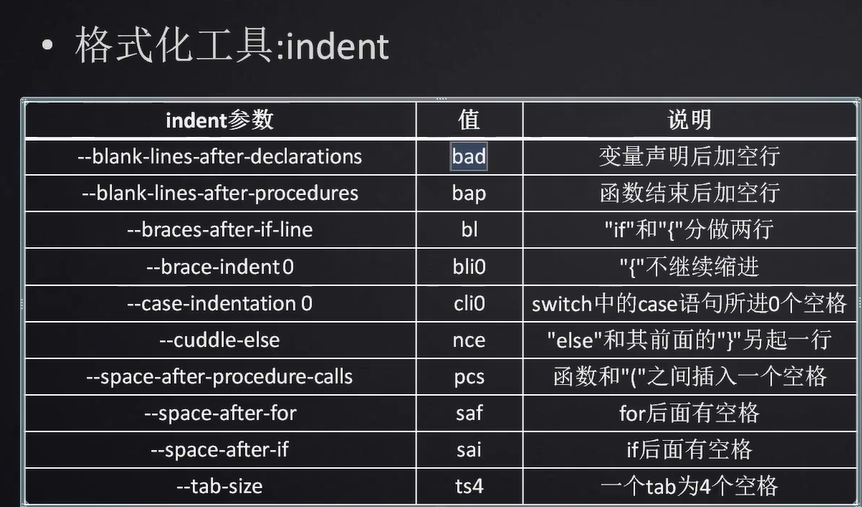 • 格式化工具:indent
indent参数 值 说明
--blank-lines-after-declarations bad 变量声明后加空行
--blank-lines-after-procedures bap 函数结束后加空行
--braces-after-if-line bl "if"和"{"分做两行
--brace-indent 0 bli0 "{"不继续缩进
--case-indentation 0 cli0 switch中的case语句所进0个空格
--cuddle-else nce "else"和其前面的"}"另起一行
--space-after-procedure-calls pcs 函数和"("之间插入一个空格
--space-after-for saf for后面有空格
--space-after-if sai if后面有空格
--tab-size ts4 一个tab为4个空格